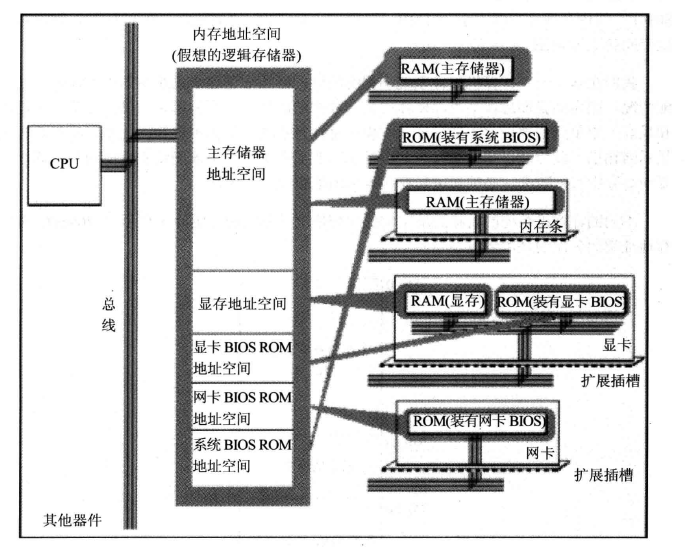 内存地址空间
(假想的逻辑存储器)
CPU
总
线
其他器件
主存储器
地址空间
显存地址空间
显卡 BIOS ROM
地址空间
网卡 BIOS ROM
地址空间
系统 BIOS ROM
地址空间
RAM(主存储器)
ROM(装有系统 BIOS)
RAM(主存储器)
内存条
RAM(显存)
ROM(装有显卡 BIOS)
显卡
扩展插槽
ROM(装有网卡 BIOS)
网卡
扩展插槽